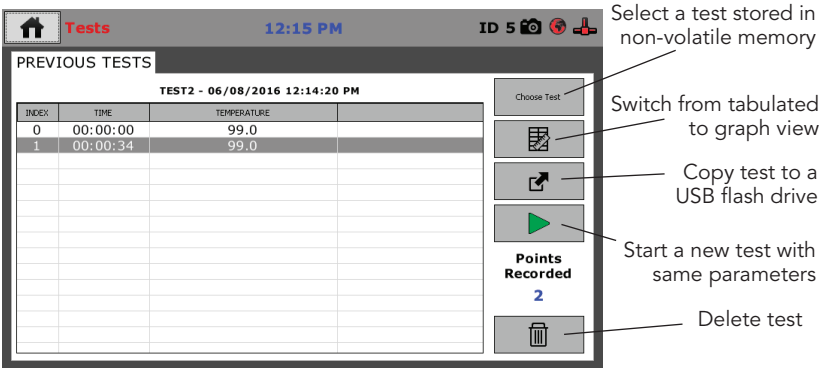 Tests
12:15 PM
ID 5
PREVIOUS TESTS
TEST2 - 06/08/2016 12:14:20 PM
INDEX TIME TEMPERATURE
0 00:00:00 99.0
1 00:00:34 99.0
Choose Test
Points
Recorded
2
Select a test stored in
non-volatile memory
Switch from tabulated
to graph view
Copy test to a
USB flash drive
Start a new test with
same parameters
Delete test